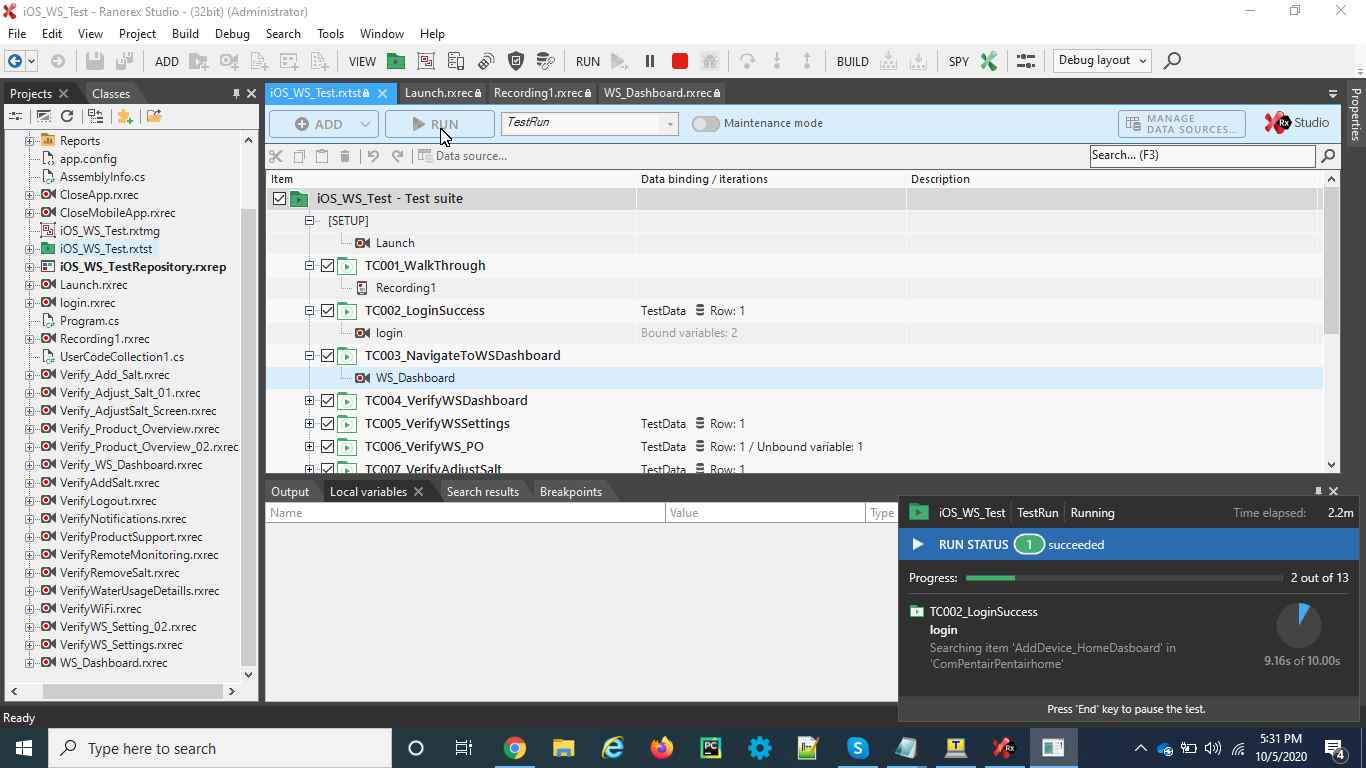 iOS_WS_Test - Ranorex Studio - (32bit) (Administrator)
File Edit View Project Build Debug Search Tools Window Help
ADD VIEW RUN BUILD SPY Debug layout
Projects Classes
iOS_WS_Test.rxtst Launch.rxrec Recording1.rxrec WS_Dashboard.rxrec
Properties
ADD RUN TestRun Maintenance mode MANAGE DATA SOURCES... Rx Studio
Data source... Search... (F3)
Reports
app.config
AssemblyInfo.cs
CloseApp.rxrec
CloseMobileApp.rxrec
iOS_WS_Test.rxtmg
iOS_WS_Test.rxtst
iOS_WS_TestRepository.rxrep
Launch.rxrec
login.rxrec
Program.cs
Recording1.rxrec
UserCodeCollection1.cs
Verify_Add_Salt.rxrec
Verify_Adjust_Salt_01.rxrec
Verify_AdjustSalt_Screen.rxrec
Verify_Product_Overview.rxrec
Verify_Product_Overview_02.rxrec
Verify_WS_Dashboard.rxrec
VerifyAddSalt.rxrec
VerifyLogout.rxrec
VerifyNotifications.rxrec
VerifyProductSupport.rxrec
VerifyRemoteMonitoring.rxrec
VerifyRemoveSalt.rxrec
VerifyWaterUsageDetaills.rxrec
VerifyWiFi.rxrec
VerifyWS_Setting_02.rxrec
VerifyWS_Settings.rxrec
WS_Dashboard.rxrec
Item Data binding / iterations Description
iOS_WS_Test - Test suite
[SETUP]
Launch
TC001_WalkThrough
Recording1
TC002_LoginSuccess TestData Row: 1
login Bound variables: 2
TC003_NavigateToWSDashboard
WS_Dashboard
TC004_VerifyWSDashboard
TC005_VerifyWSSettings TestData Row: 1
TC006_VerifyWS_PO TestData Row: 1 / Unbound variable: 1
TC007_VerifyAdjustSalt TestData Row: 1
Output Local variables Search results Breakpoints
Name Value Type
iOS_WS_Test TestRun Running Time elapsed: 2.2m
RUN STATUS 1 succeeded
Progress: 2 out of 13
TC002_LoginSuccess
login
Searching item 'AddDevice_HomeDasboard' in
'ComPentairPentairhome'
9.16s of 10.00s
Press 'End' key to pause the test.
Ready
Type here to search
5:31 PM
10/5/2020
4